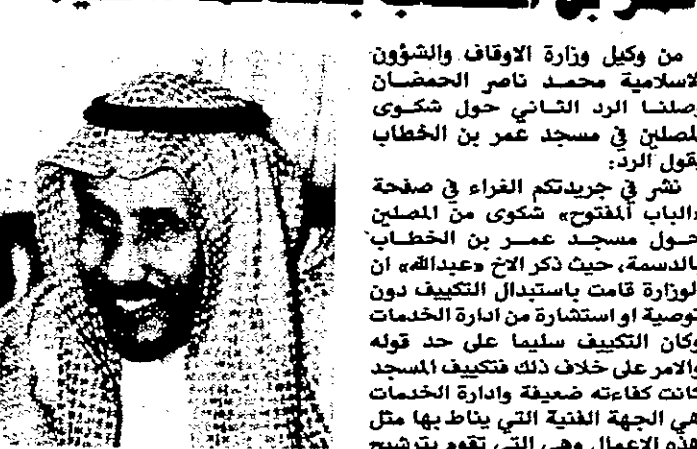 من وكيل وزارة الاوقاف والشؤون
لاسلامية محمد ناصر الحمضان
وصلنا الرد الثاني حول شكوى
لمصلين في مسجد عمر بن الخطاب
يقول الرد:
نشر في جريدتكم الغراء في صفحة
«الباب المفتوح» شكوى من المصلين
حول مسجد عمر بن الخطاب
بالدسمة، حيث ذكر الاخ «عبدالله» ان
لوزارة قامت باستبدال التكييف دون
توصية او استشارة من ادارة الخدمات
وكان التكييف سليما على حد قوله
والامر على خلاف ذلك فتكييف المسجد
كانت كفاءته ضعيفة وادارة الخدمات
هي الجهة الفنية التي يناط بها مثل
هذه الاعمال وهي التي تقوم بترشيح